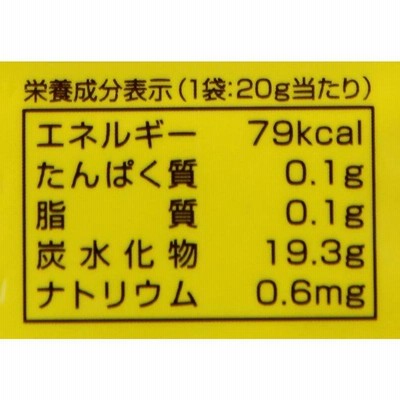 栄養成分表示(1袋:20g当たり)
エネルギー 79kcal
たんぱく質 0.1g
脂質 0.1g
炭水化物 19.3g
ナトリウム 0.6mg